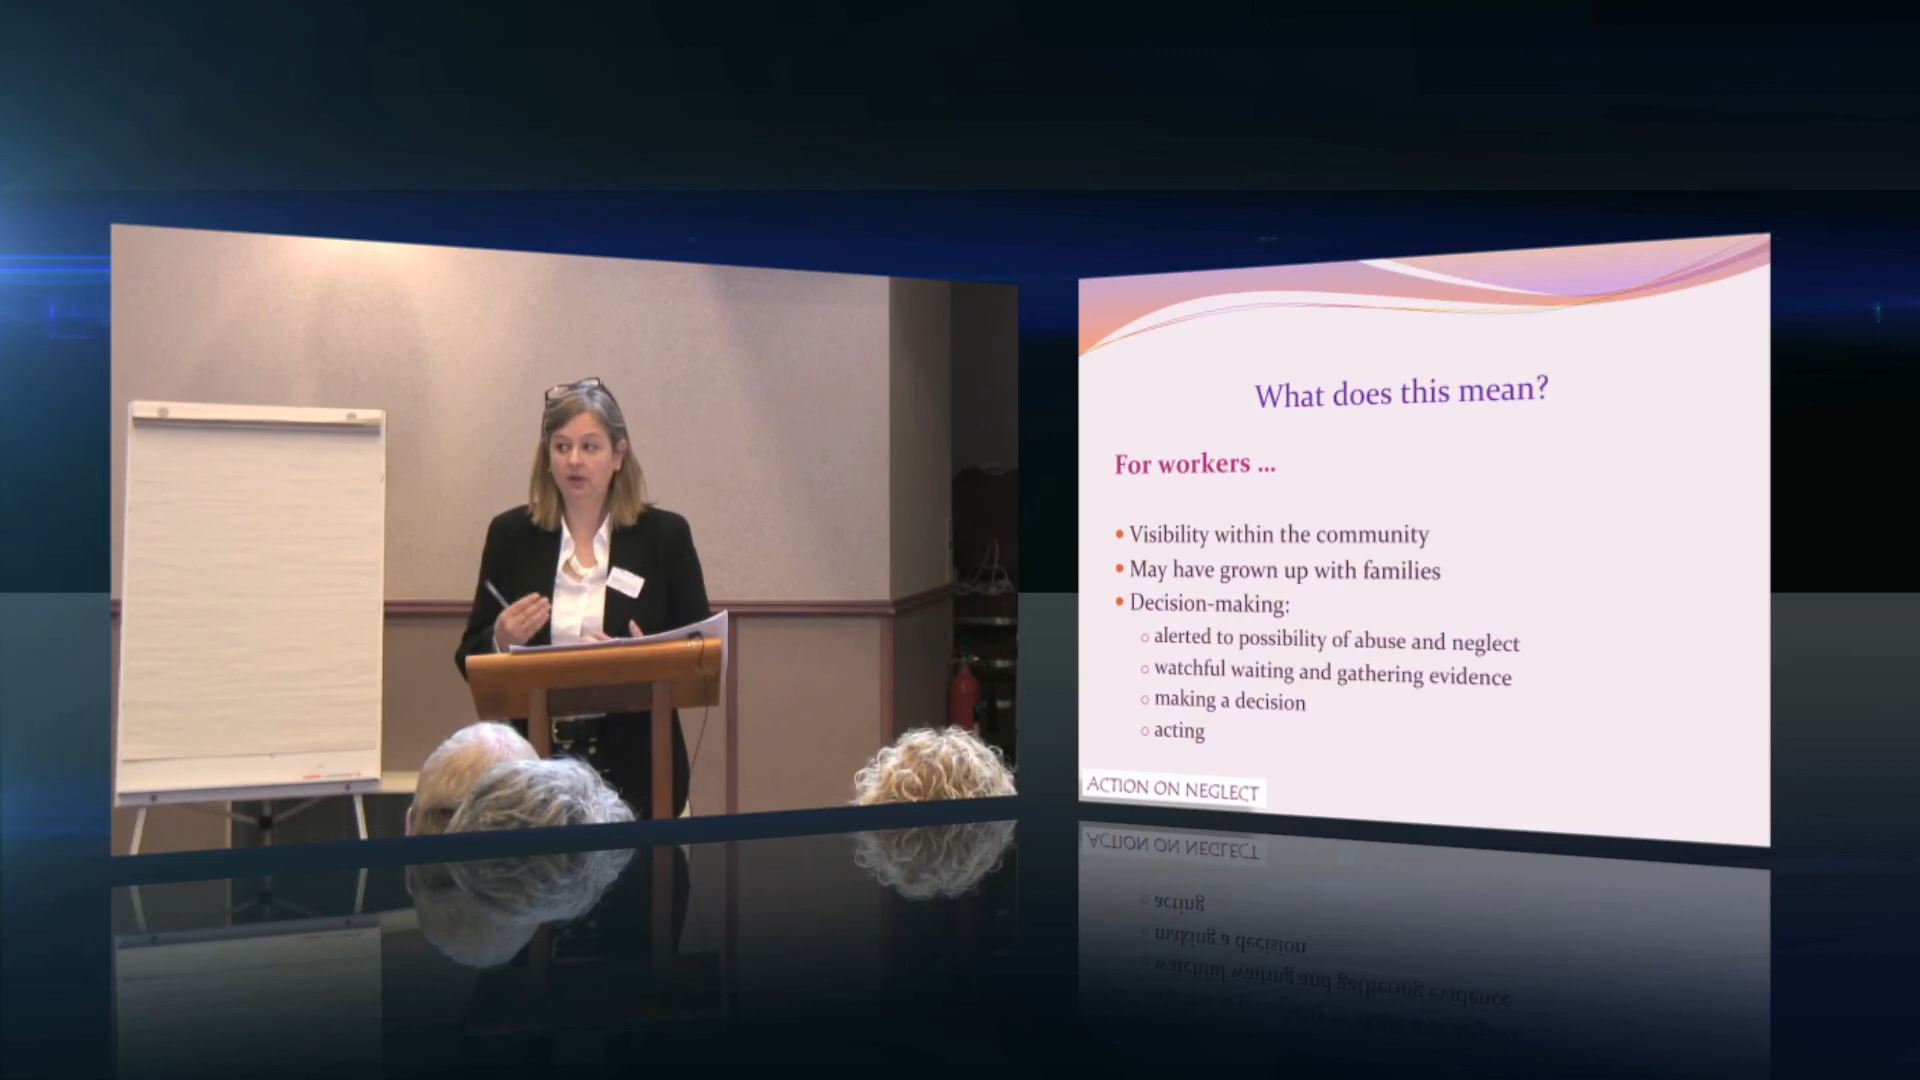 What does this mean?
For workers ...
• Visibility within the community
• May have grown up with families
• Decision-making:
○ alerted to possibility of abuse and neglect
○ watchful waiting and gathering evidence
○ making a decision
○ acting
ACTION ON NEGLECT